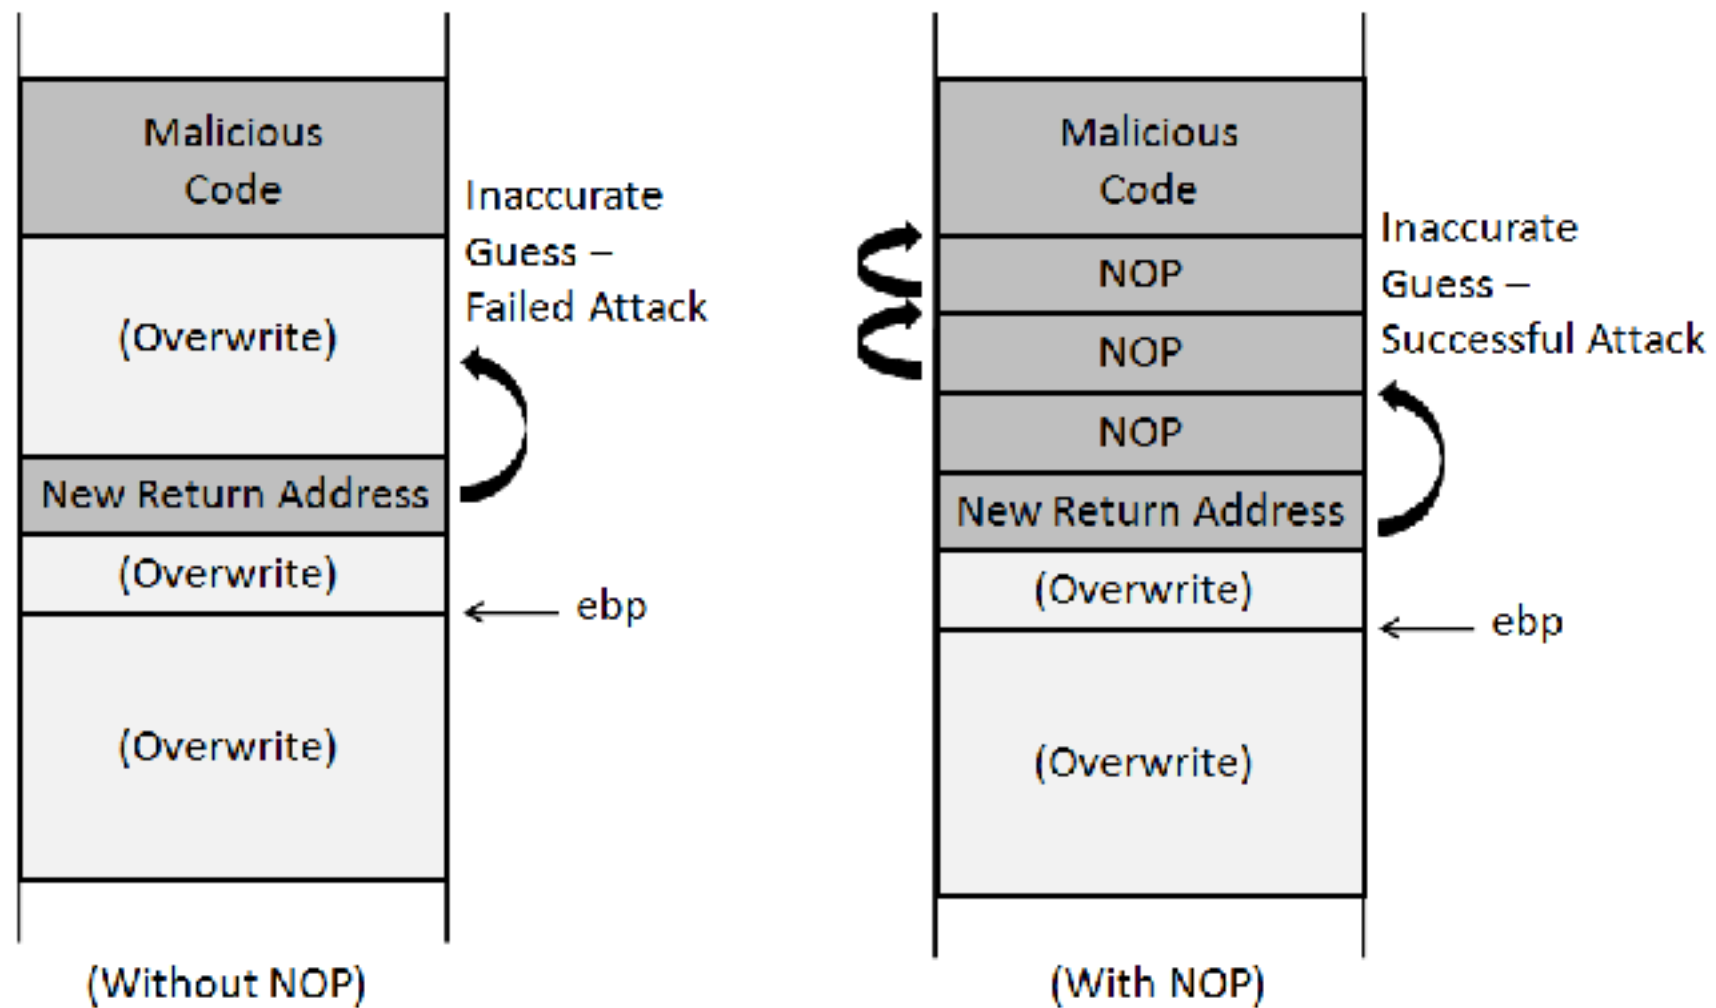 Malicious
Code
Inaccurate
Guess –
Failed Attack
(Overwrite)
New Return Address
(Overwrite)
ebp
(Overwrite)
(Without NOP)
Malicious
Code
Inaccurate
Guess –
Successful Attack
NOP
NOP
NOP
New Return Address
(Overwrite)
ebp
(Overwrite)
(With NOP)